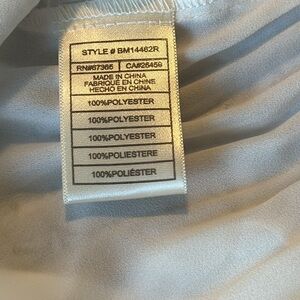 STYLE # BM14462R
RN#67366 CA#26459
MADE IN CHINA
FABRIQUE EN CHINE
HECHO EN CHINA
100%POLYESTER
100%POLYESTER
100%POLYESTER
100%POLIESTERE
100%POLIÉSTER